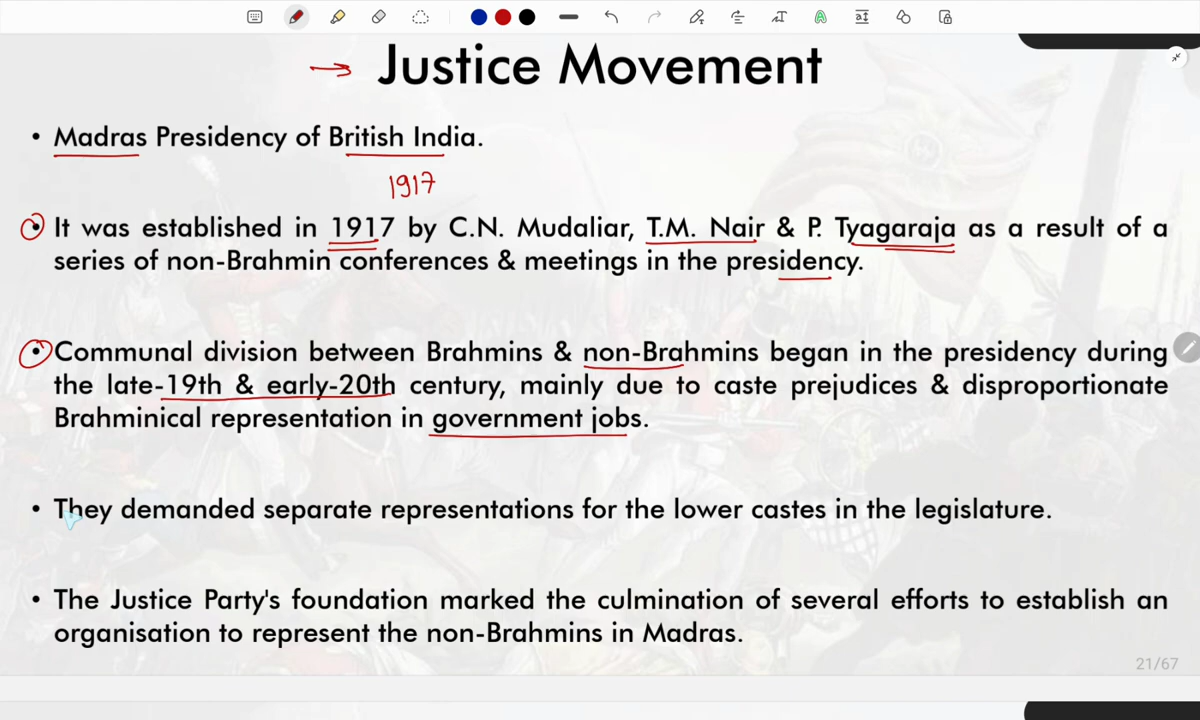 Justice Movement
• Madras Presidency of British India.
1917
• It was established in 1917 by C.N. Mudaliar, T.M. Nair & P. Tyagaraja as a result of a
series of non-Brahmin conferences & meetings in the presidency.
• Communal division between Brahmins & non-Brahmins began in the presidency during
the late-19th & early-20th century, mainly due to caste prejudices & disproportionate
Brahminical representation in government jobs.
• They demanded separate representations for the lower castes in the legislature.
• The Justice Party's foundation marked the culmination of several efforts to establish an
organisation to represent the non-Brahmins in Madras.
21/67